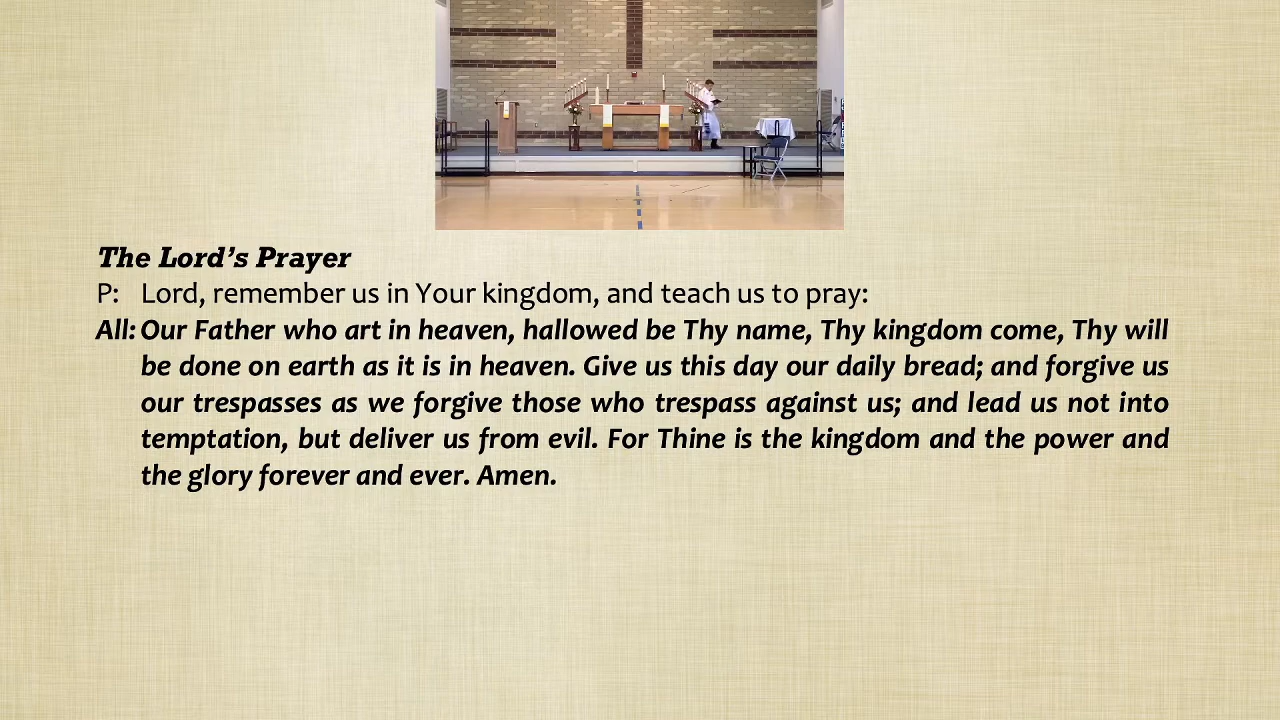 The Lord's Prayer
P: Lord, remember us in Your kingdom, and teach us to pray:
All: Our Father who art in heaven, hallowed be Thy name, Thy kingdom come, Thy will
be done on earth as it is in heaven. Give us this day our daily bread; and forgive us
our trespasses as we forgive those who trespass against us; and lead us not into
temptation, but deliver us from evil. For Thine is the kingdom and the power and
the glory forever and ever. Amen.